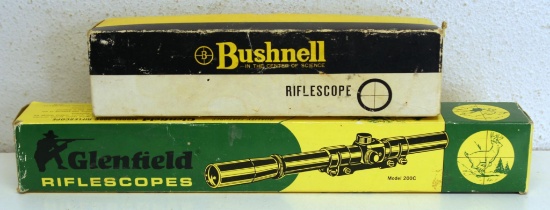 Bushnell
IN THE CENTER OF SCIENCE
RIFLESCOPE
Glenfield
RIFLESCOPES
Model 200C